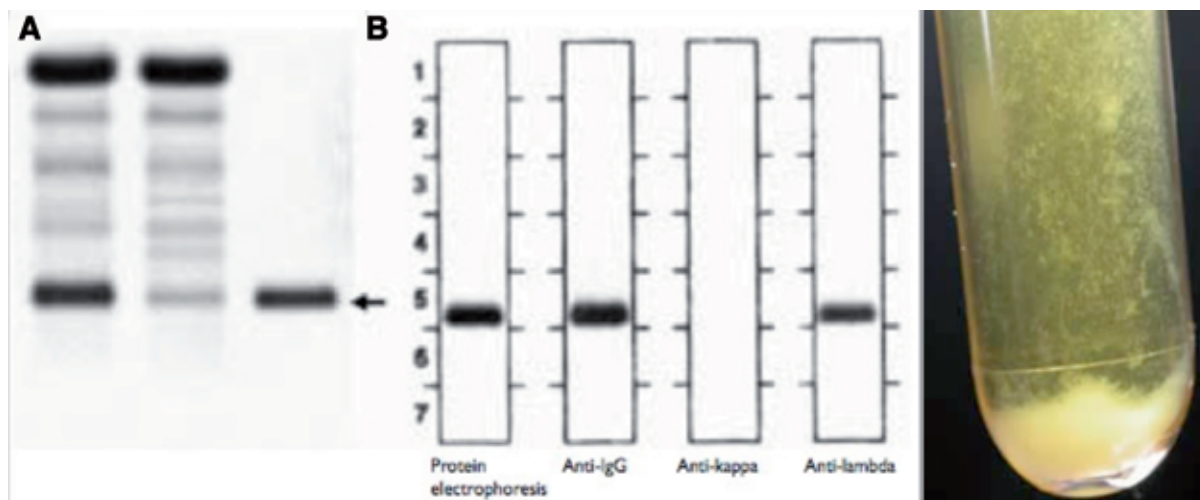 A
B
1
2
3
4
5
6
7
Protein
electrophoresis
Anti-IgG
Anti-kappa
Anti-lambda